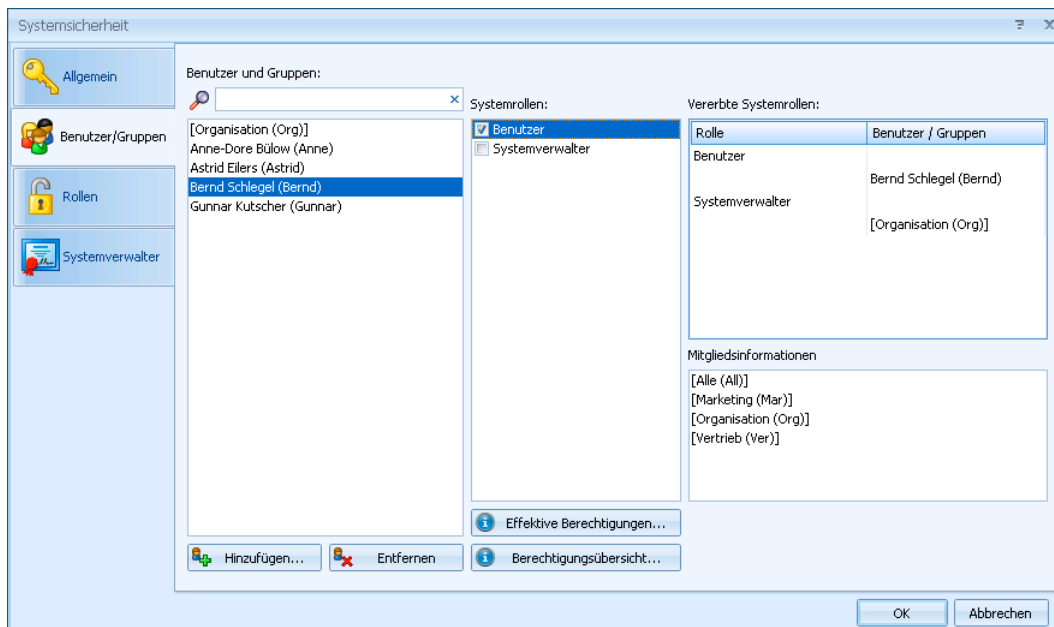 Systemsicherheit
Allgemein
Benutzer/Gruppen
Rollen
Systemverwalter
Benutzer und Gruppen:
[Organisation (Org)]
Anne-Dore Bülow (Anne)
Astrid Eilers (Astrid)
Bernd Schlegel (Bernd)
Gunnar Kutscher (Gunnar)
Hinzufügen...
Entfernen
Systemrollen:
Benutzer
Systemverwalter
Effektive Berechtigungen...
Berechtigungsübersicht...
Vererbte Systemrollen:
Rolle Benutzer / Gruppen
Benutzer
Bernd Schlegel (Bernd)
Systemverwalter
[Organisation (Org)]
Mitgliedsinformationen
[Alle (All)]
[Marketing (Mar)]
[Organisation (Org)]
[Vertrieb (Ver)]
OK
Abbrechen